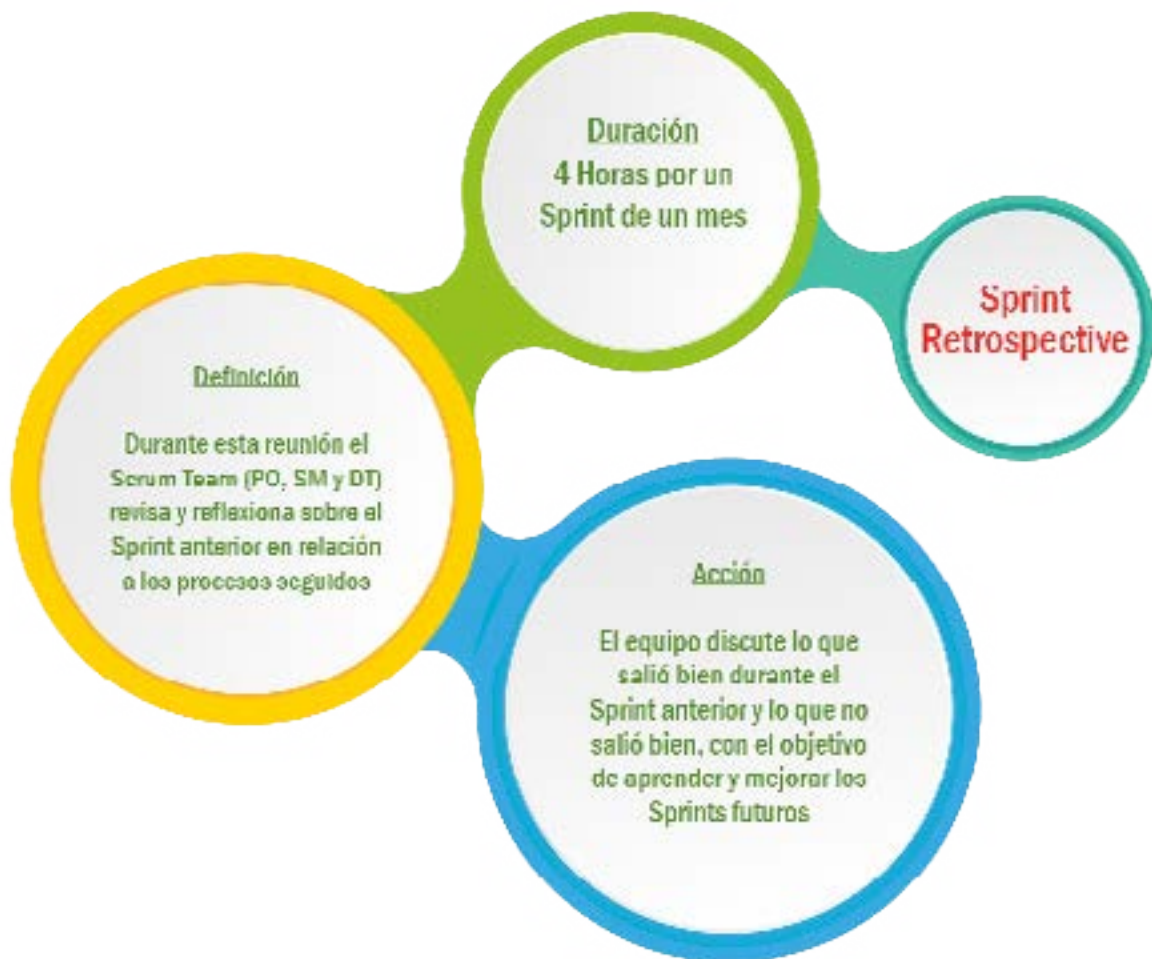 Duración
4 Horas por un
Sprint de un mes
Sprint
Retrospective
Definición
Durante esta reunión el
Scrum Team (PO, SM y DT)
revisa y reflexiona sobre el
Sprint anterior en relación
a los procesos seguidos
Acción
El equipo discute lo que
salió bien durante el
Sprint anterior y lo que no
salió bien, con el objetivo
de aprender y mejorar los
Sprints futuros